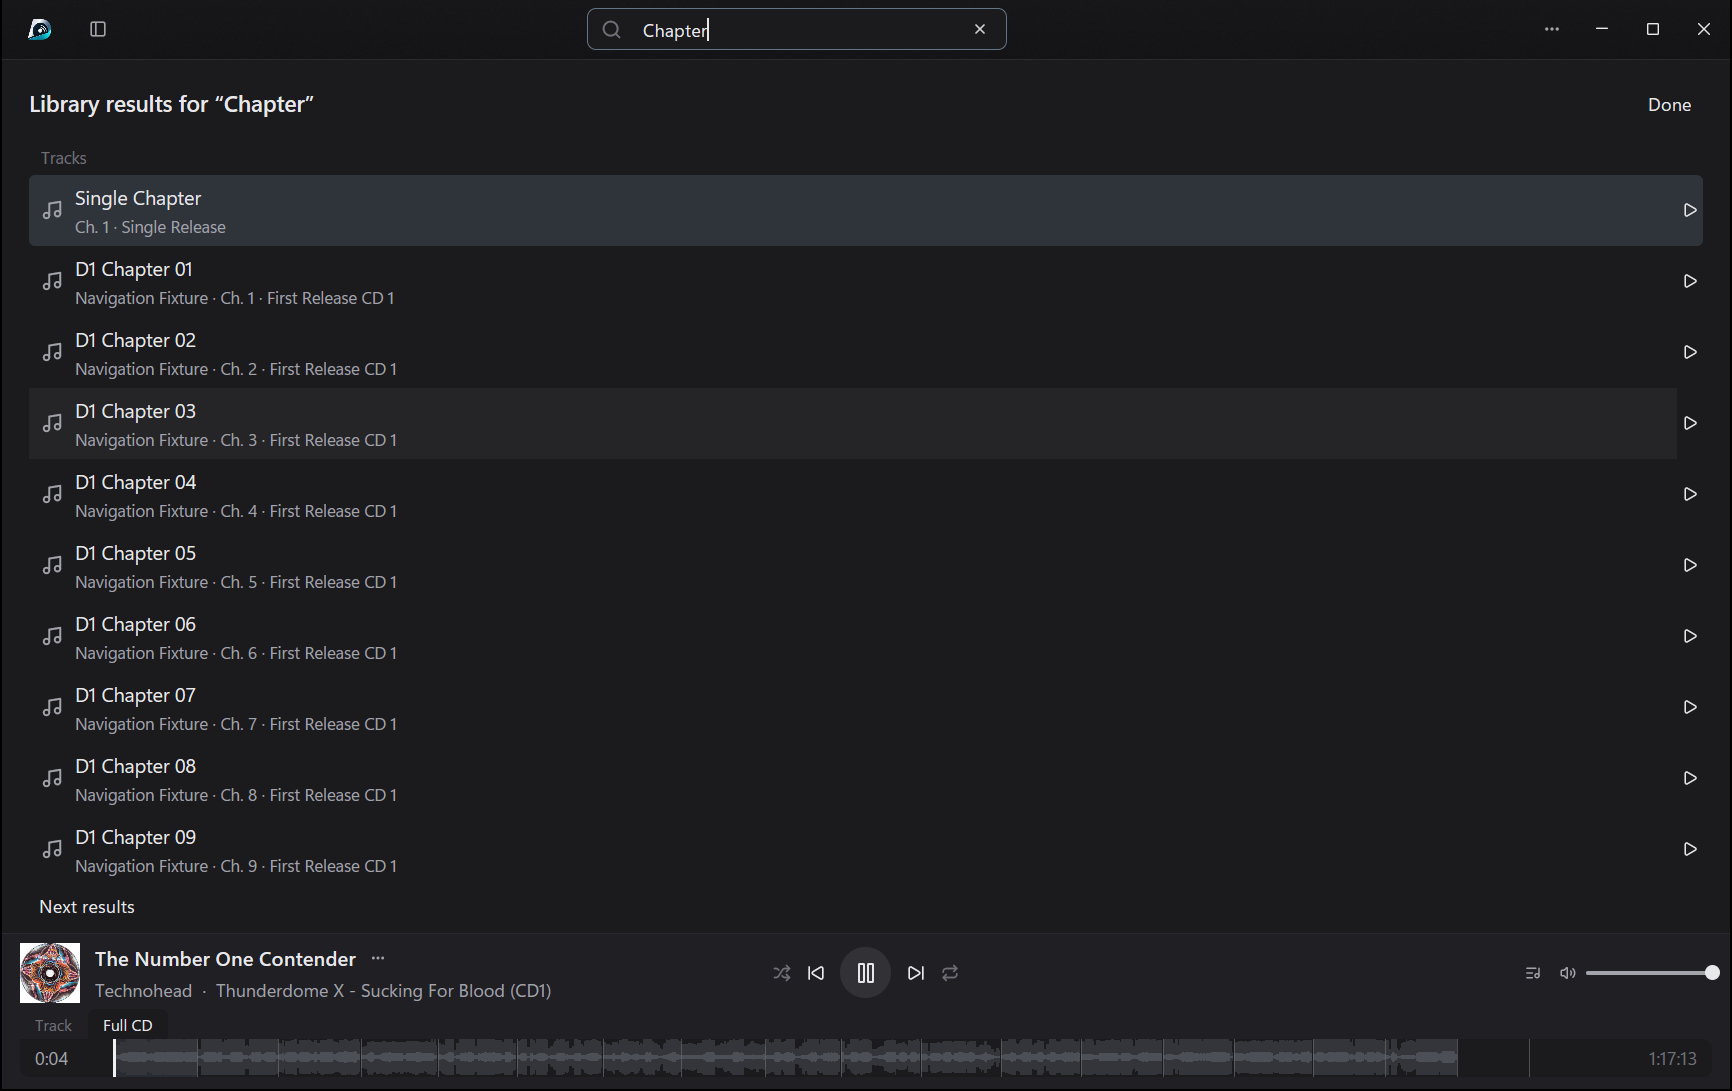 Chapter
Library results for “Chapter”
Done
Tracks
Single Chapter
Ch. 1 · Single Release
D1 Chapter 01
Navigation Fixture · Ch. 1 · First Release CD 1
D1 Chapter 02
Navigation Fixture · Ch. 2 · First Release CD 1
D1 Chapter 03
Navigation Fixture · Ch. 3 · First Release CD 1
D1 Chapter 04
Navigation Fixture · Ch. 4 · First Release CD 1
D1 Chapter 05
Navigation Fixture · Ch. 5 · First Release CD 1
D1 Chapter 06
Navigation Fixture · Ch. 6 · First Release CD 1
D1 Chapter 07
Navigation Fixture · Ch. 7 · First Release CD 1
D1 Chapter 08
Navigation Fixture · Ch. 8 · First Release CD 1
D1 Chapter 09
Navigation Fixture · Ch. 9 · First Release CD 1
Next results
The Number One Contender
Technohead · Thunderdome X - Sucking For Blood (CD1)
Track Full CD
0:04 1:17:13